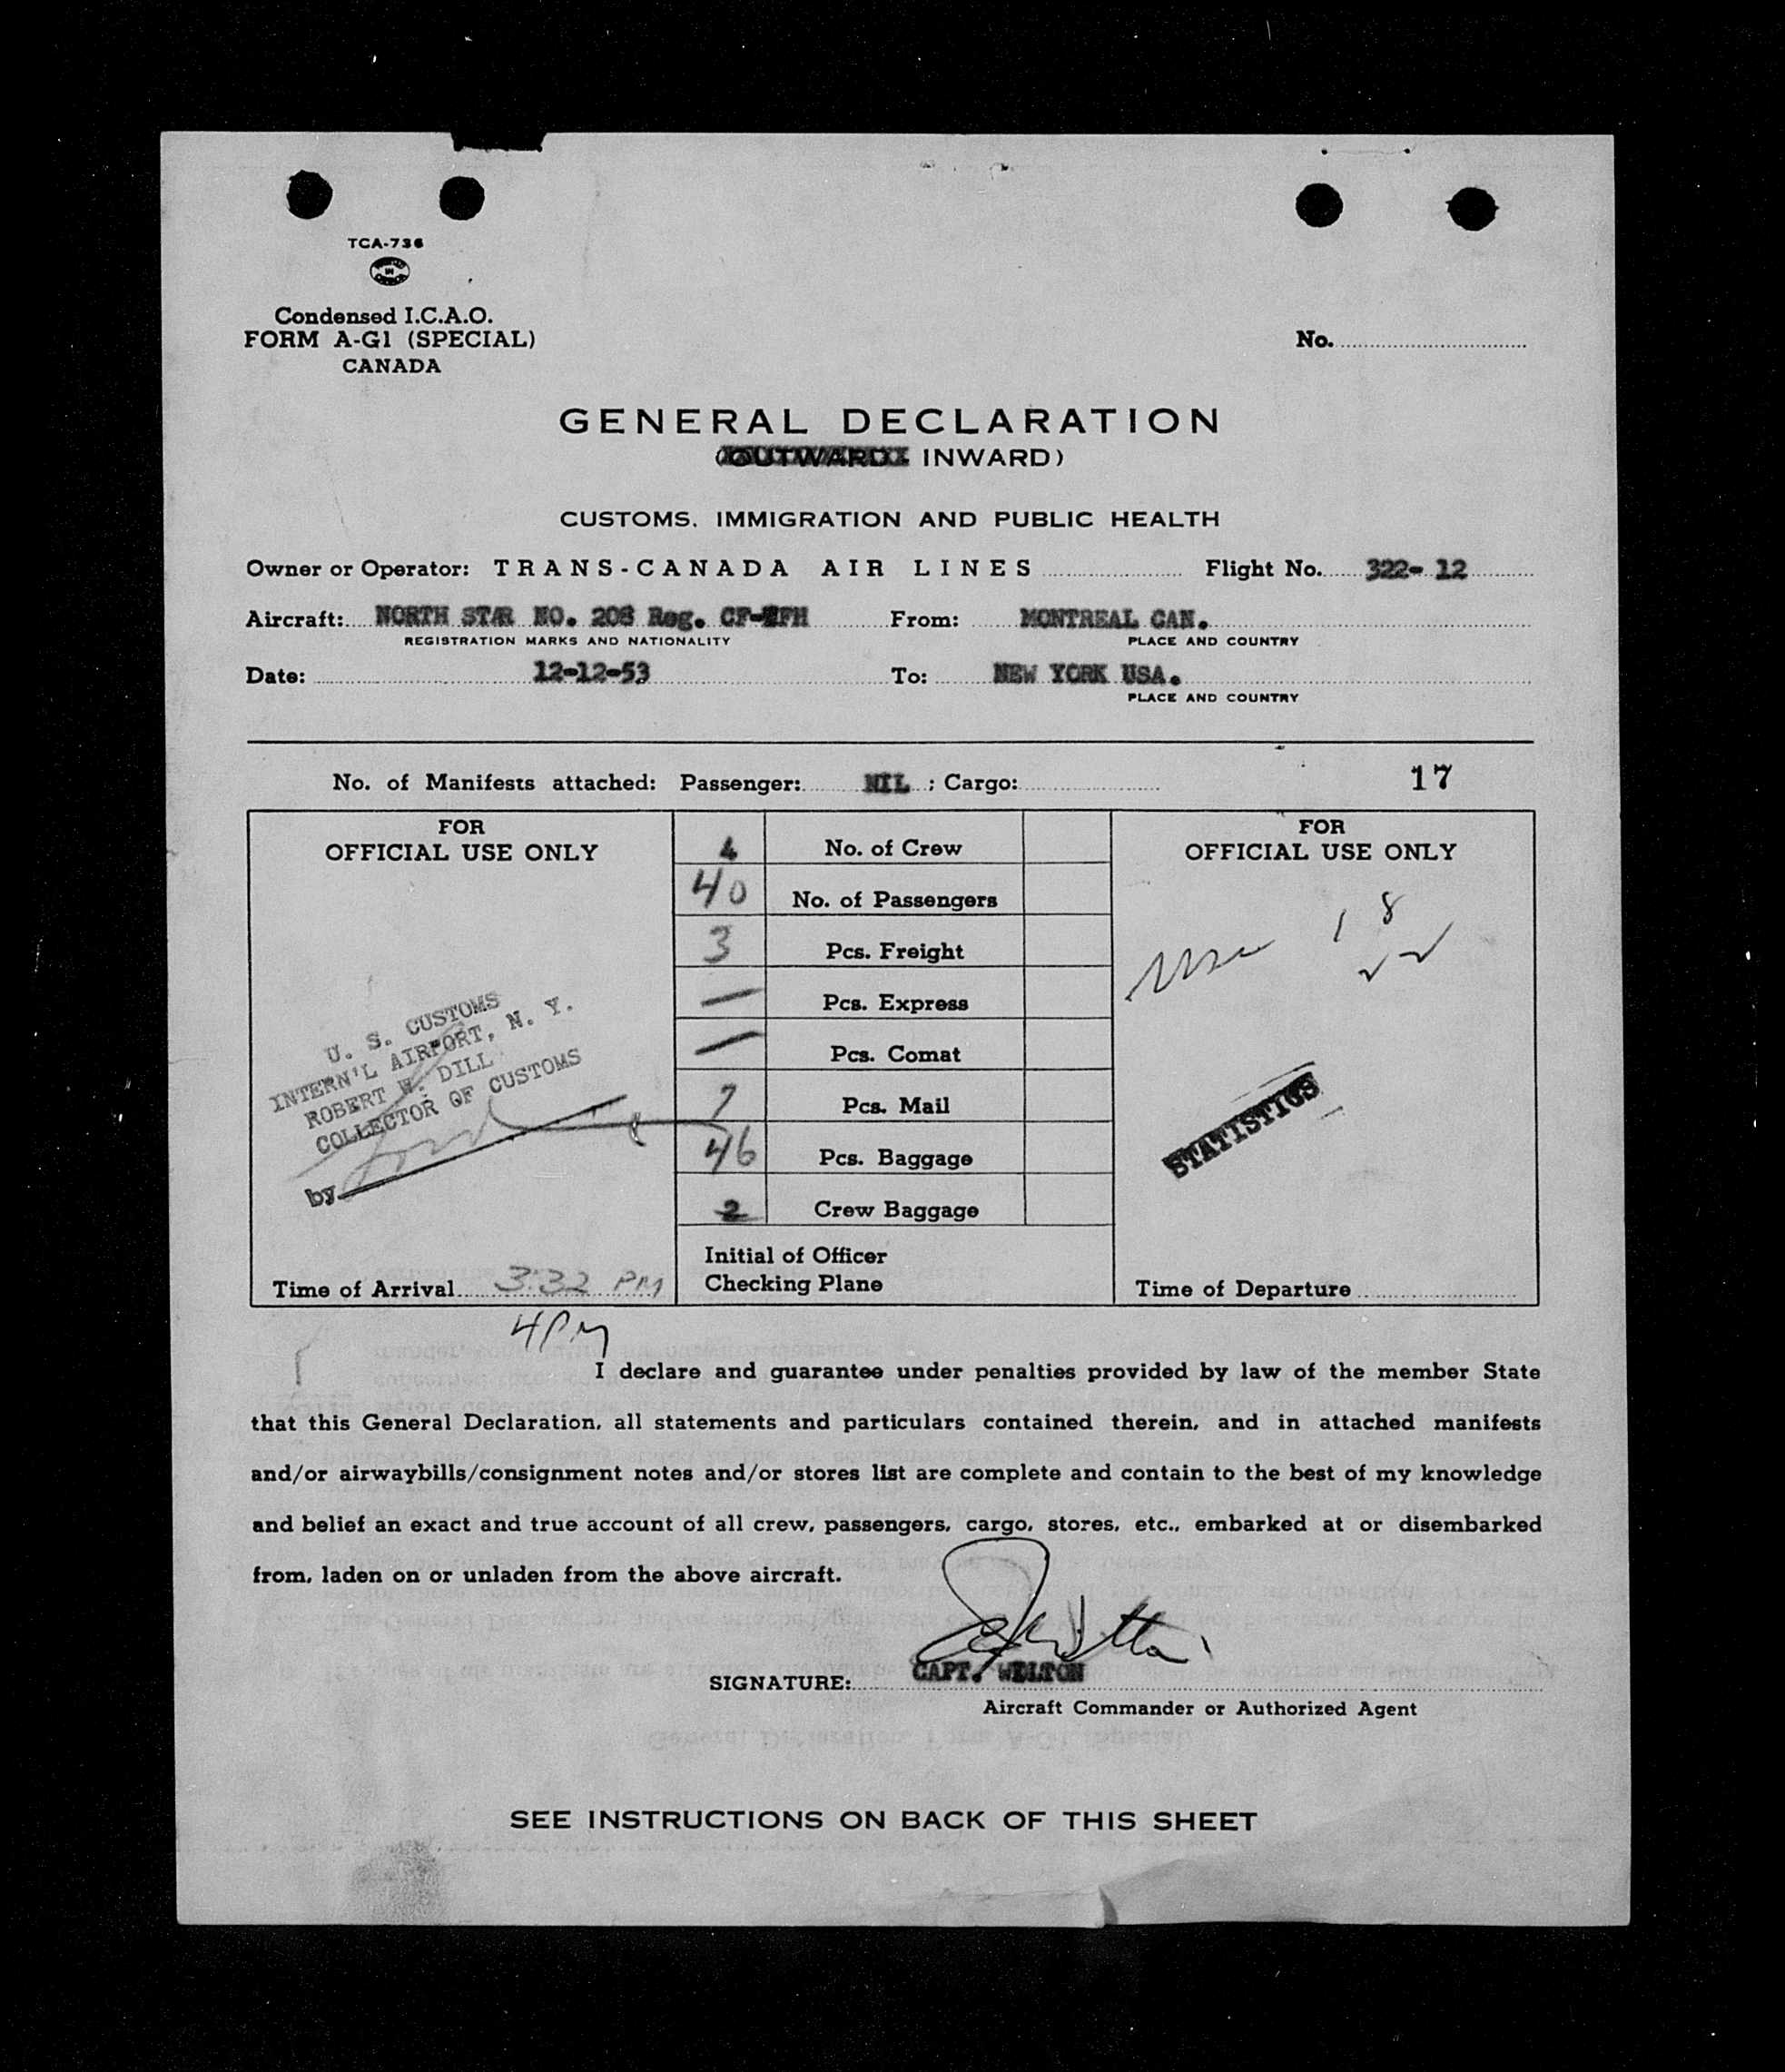 TCA-736
Condensed I.C.A.O.
FORM A-G1 (SPECIAL)
CANADA
No.
GENERAL DECLARATION
(OUTWARD INWARD)
CUSTOMS, IMMIGRATION AND PUBLIC HEALTH
Owner or Operator: TRANS-CANADA AIR LINES Flight No. 322- 12
Aircraft: NORTH STAR NO. 208 Reg. From: MONTREAL CAN.
REGISTRATION MARKS AND NATIONALITY PLACE AND COUNTRY
Date: 12-12-53 To: NEW YORK USA.
PLACE AND COUNTRY
No. of Manifests attached: Passenger: NIL ; Cargo: 17
FOR
OFFICIAL USE ONLY
U. S. CUSTOMS
INTERN'L AIRPORT, N. Y.
ROBERT W. DILL
COLLECTOR OF CUSTOMS
by
Time of Arrival 3:32 PM
4PM
4 No. of Crew
40 No. of Passengers
3 Pcs. Freight
— Pcs. Express
— Pcs. Comat
7 Pcs. Mail
46 Pcs. Baggage
2 Crew Baggage
Initial of Officer
Checking Plane
FOR
OFFICIAL USE ONLY
1 8
STATISTICS
Time of Departure
I declare and guarantee under penalties provided by law of the member State
that this General Declaration, all statements and particulars contained therein, and in attached manifests
and/or airwaybills/consignment notes and/or stores list are complete and contain to the best of my knowledge
and belief an exact and true account of all crew, passengers, cargo, stores, etc., embarked at or disembarked
from, laden on or unladen from the above aircraft.
SIGNATURE: CAPT. WELTON
Aircraft Commander or Authorized Agent
SEE INSTRUCTIONS ON BACK OF THIS SHEET